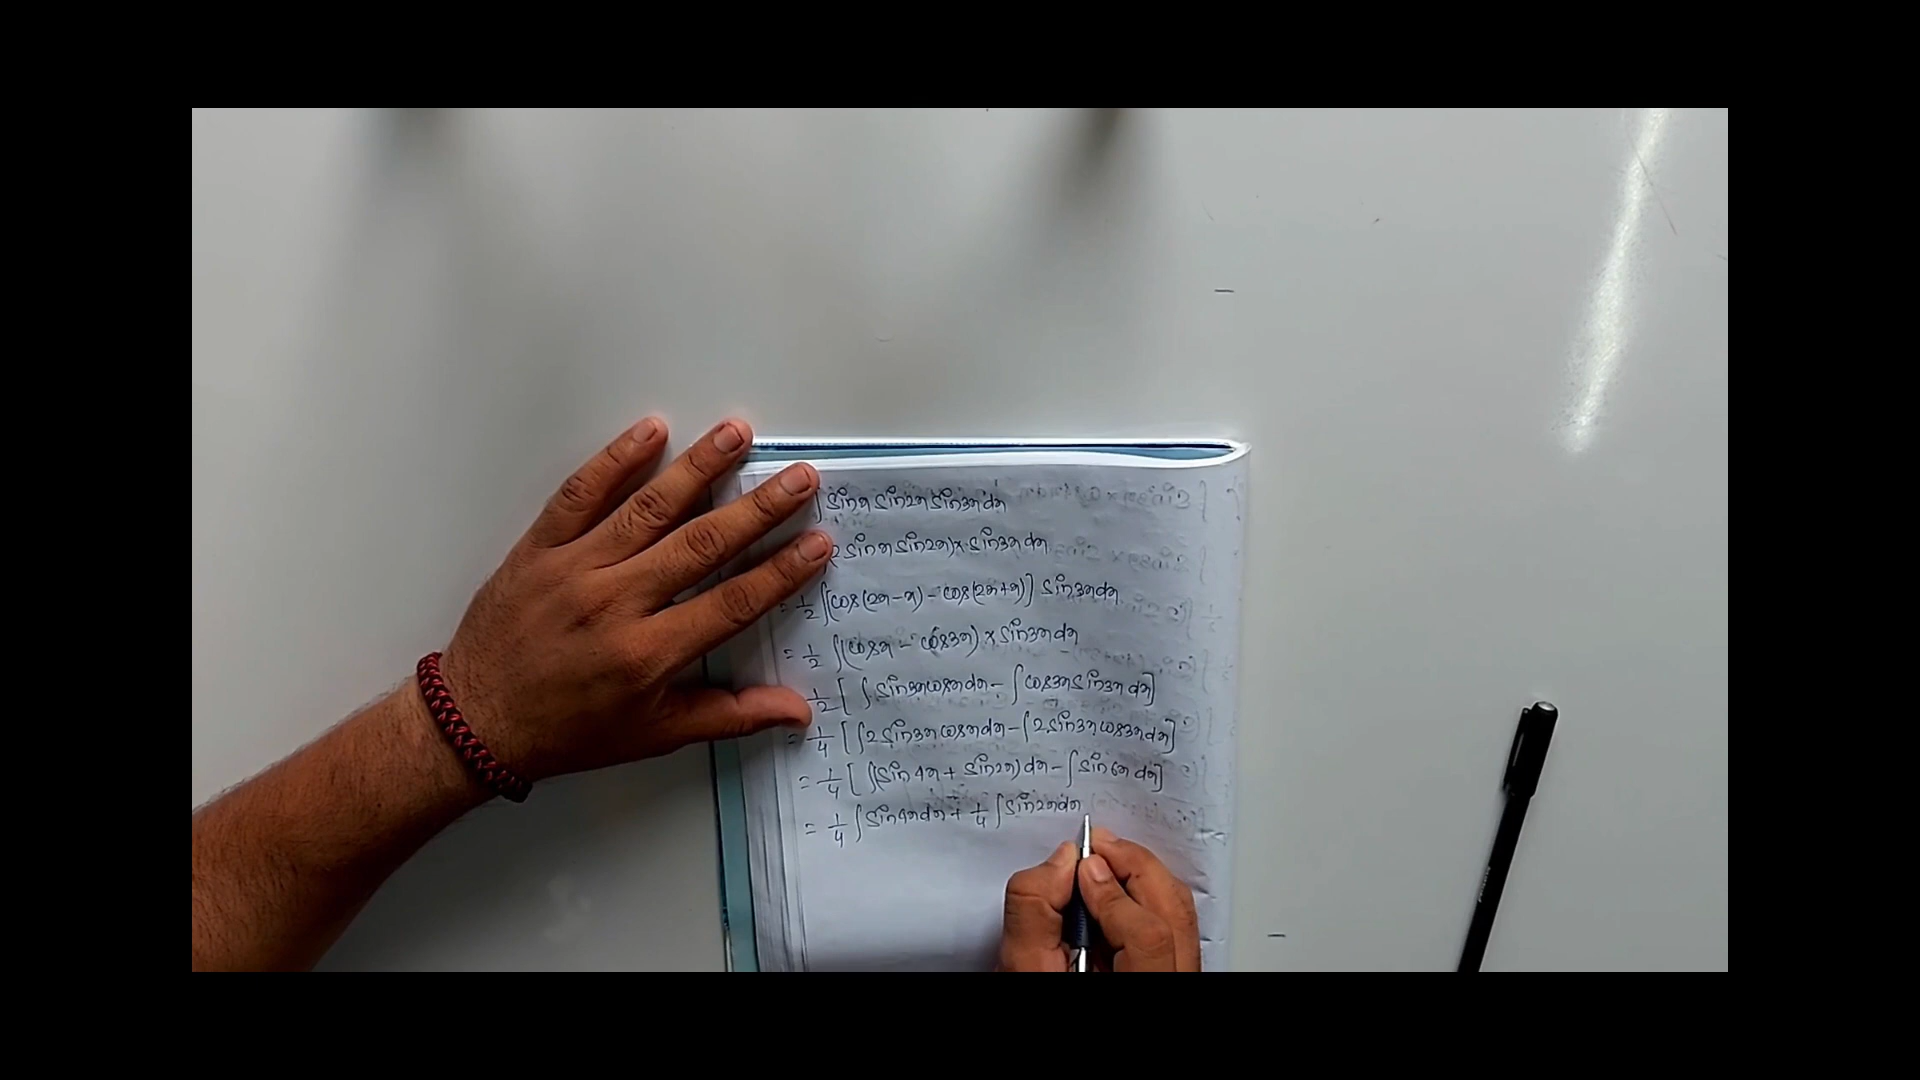 ∫ sinx sin2x sin3x dx
(2 sinx sin2x) × sin3x dx
= 1/2 ∫[cos(2x-x) - cos(2x+x)] sin3x dx
= 1/2 ∫(cosx - cos3x) × sin3x dx
1/2 [ ∫ sin3x cosx dx - ∫ cos3x sin3x dx]
= 1/4 [ ∫2 sin3x cosx dx - ∫2 sin3x cos3x dx]
= 1/4 [ ∫(sin4x + sin2x) dx - ∫ sin6x dx]
= 1/4 ∫ sin4x dx + 1/4 ∫ sin2x dx